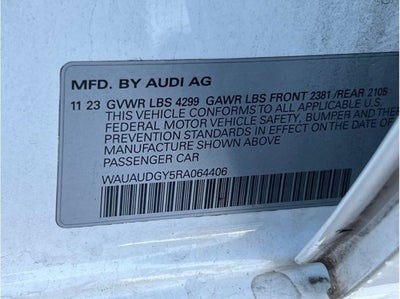 MFD. BY AUDI AG
11 23 GVWR LBS 4299 GAWR LBS FRONT 2381 /REAR 2105
THIS VEHICLE CONFORMS TO ALL APPLICABLE U.S.
FEDERAL MOTOR VEHICLE SAFETY, BUMPER AND
PREVENTION STANDARDS IN EFFECT ON THE DATE OF
MANUFACTURE SHOWN ABOVE
PASSENGER CAR
WAUAUDGY5RA064406